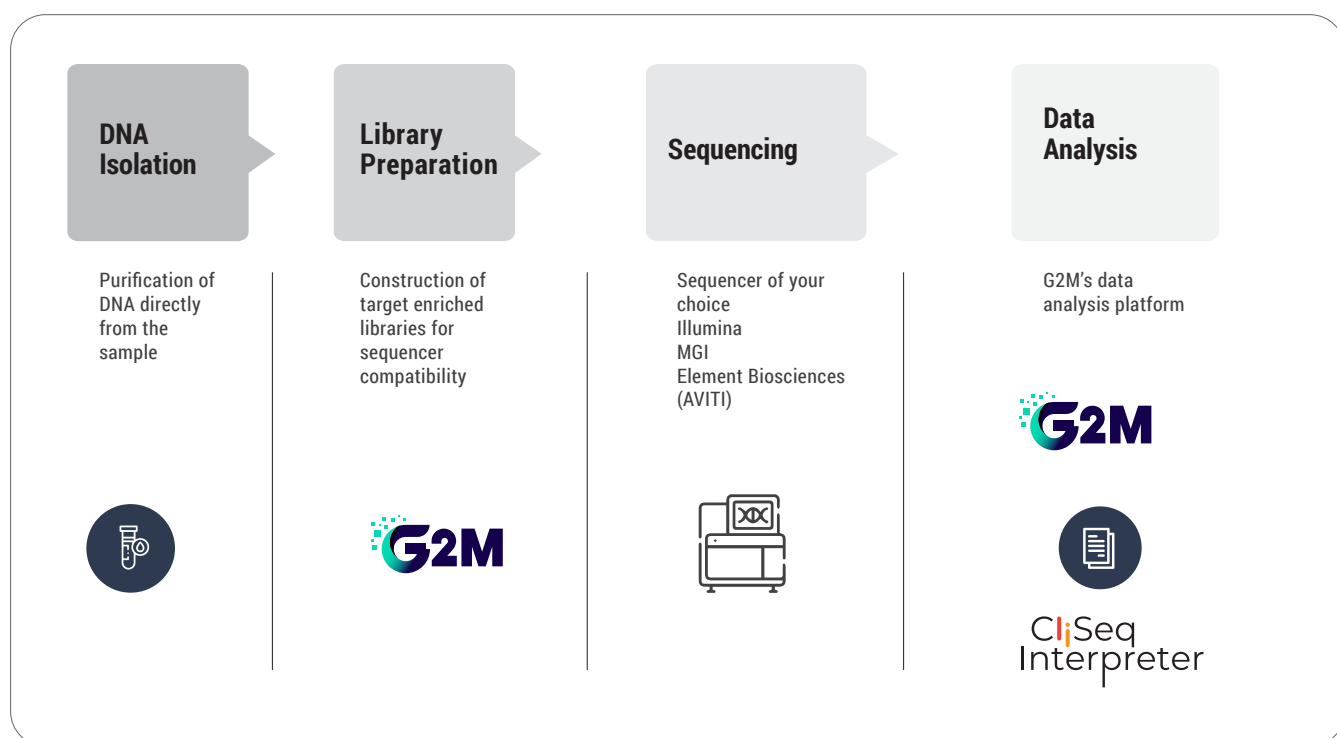 DNA
Isolation
Library
Preparation
Sequencing
Data
Analysis
Purification of
DNA directly
from the
sample
Construction of
target enriched
libraries for
sequencer
compatibility
Sequencer of your
choice
Illumina
MGI
Element Biosciences
(AVITI)
G2M’s data
analysis platform
G2M
G2M
CliSeq
Interpreter